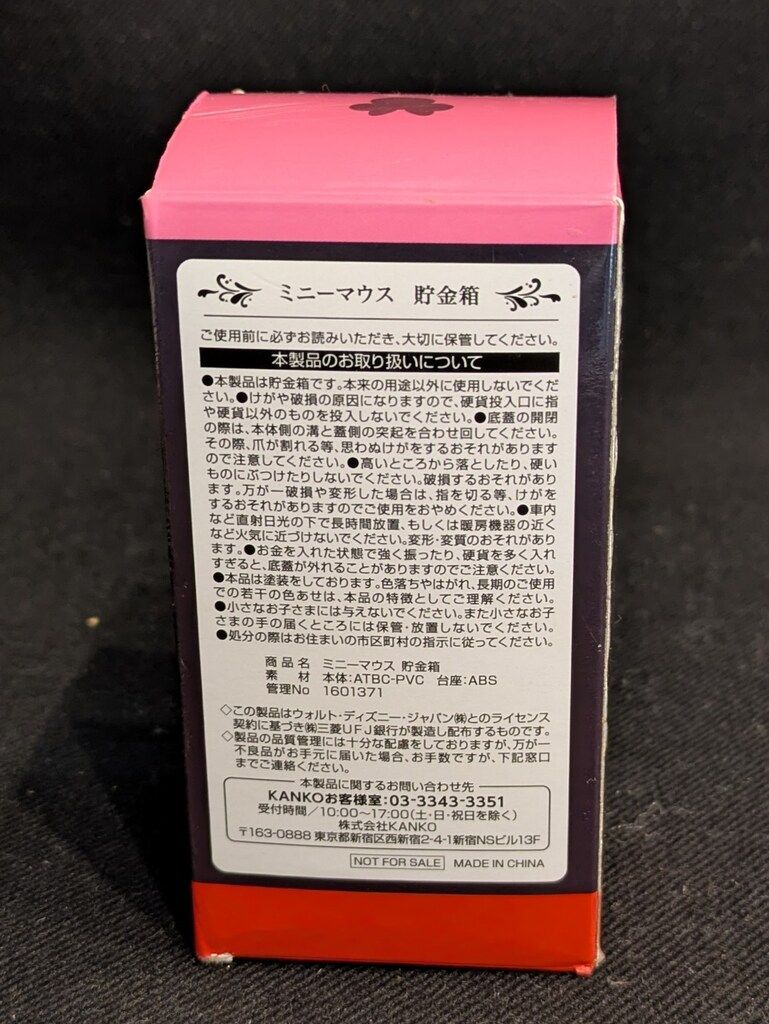 ミニーマウス 貯金箱
ご使用前に必ずお読みいただき、大切に保管してください。
本製品のお取り扱いについて
●本製品は貯金箱です。本来の用途以外に使用しないでくだ
さい。●けがや破損の原因になりますので、硬貨投入口に指
や硬貨以外のものを投入しないでください。●底蓋の開閉
の際は、本体側の溝と蓋側の突起を合わせ回してください。
その際、爪が割れる等、思わぬけがをするおそれがあります
ので注意してください。●高いところから落としたり、硬い
ものにぶつけたりしないでください。破損するおそれがあり
ます。万が一破損や変形した場合は、指を切る等、けがを
するおそれがありますのでご使用をおやめください。●車内
など直射日光の下で長時間放置、もしくは暖房機器の近く
など火気に近づけないでください。変形・変質のおそれがあり
ます。●お金を入れた状態で強く振ったり、硬貨を多く入れ
すぎると、底蓋が外れることがありますのでご注意ください。
●本品は塗装をしております。色落ちやはがれ、長期のご使用
での若干の色あせは、本品の特徴としてご理解ください。
●小さなお子さまには与えないでください。また小さなお子
さまの手の届くところには保管・放置しないでください。
●処分の際はお住まいの市区町村の指示に従ってください。
商品名 ミニーマウス 貯金箱
素 材 本体:ATBC-PVC 台座:ABS
管理No 1601371
◇この製品はウォルト・ディズニー・ジャパン㈱とのライセンス
契約に基づき㈱三菱UFJ銀行が製造し配布するものです。
◇製品の品質管理には十分な配慮をしておりますが、万が一
不良品がお手元に届いた場合、お手数ですが、下記窓口
までご連絡ください。
本製品に関するお問い合わせ先
KANKOお客様室:03-3343-3351
受付時間/10:00〜17:00(土・日・祝日を除く)
株式会社KANKO
〒163-0888 東京都新宿区西新宿2-4-1新宿NSビル13F
NOT FOR SALE MADE IN CHINA